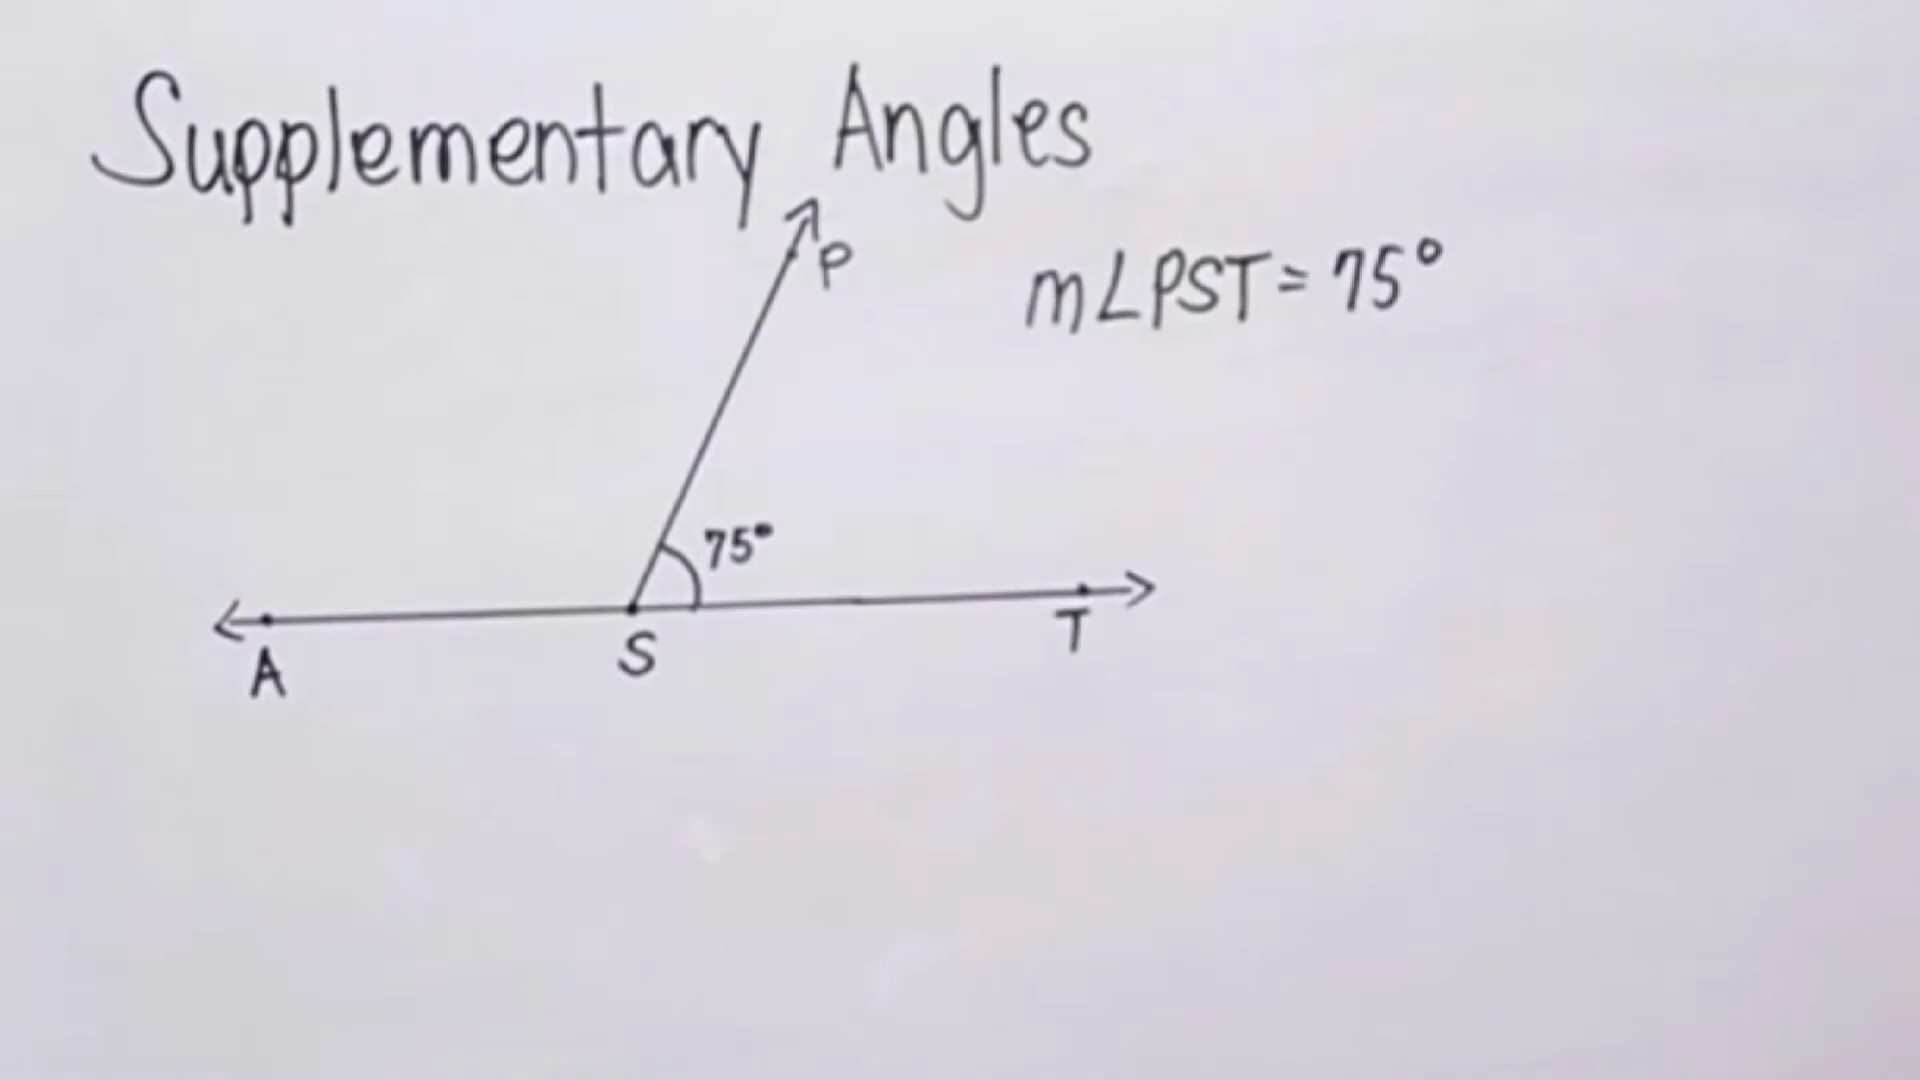 Supplementary Angles
P
m∠PST = 75°
75°
A S T